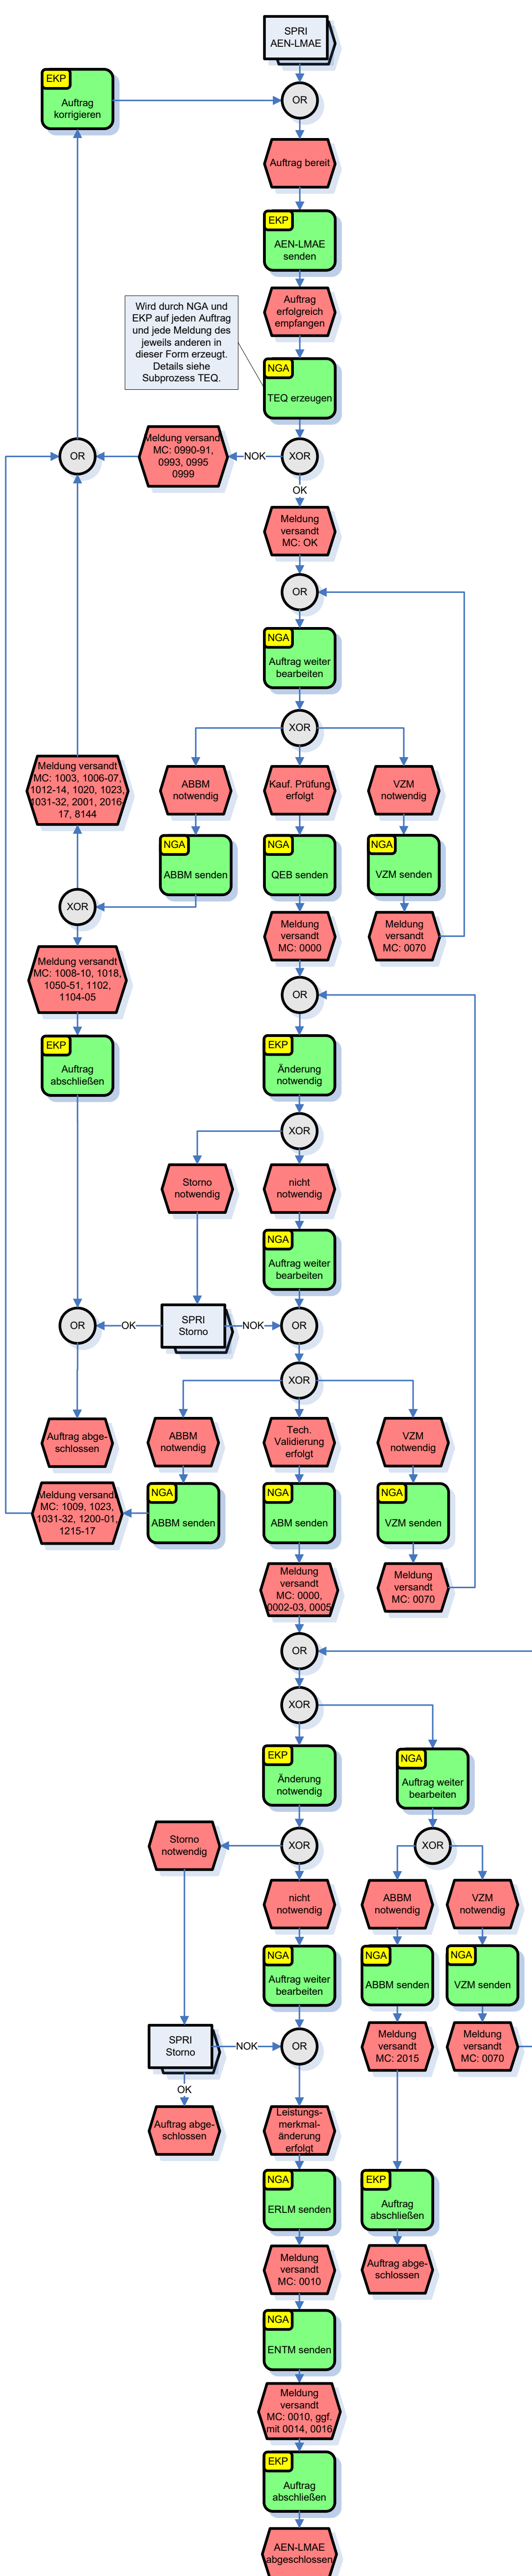 SPRI
AEN-LMAE
EKP
Auftrag
korrigieren
OR
Auftrag bereit
EKP
AEN-LMAE
senden
Auftrag
erfolgreich
empfangen
Wird durch NGA und
EKP auf jeden Auftrag
und jede Meldung des
jeweils anderen in
dieser Form erzeugt.
Details siehe
Subprozess TEQ.
NGA
TEQ erzeugen
OR
Meldung versandt
MC: 0990-91,
0993, 0995
0999
NOK
XOR
OK
Meldung
versandt
MC: OK
OR
NGA
Auftrag weiter
bearbeiten
XOR
Meldung versandt
MC: 1003, 1006-07,
1012-14, 1020, 1023,
1031-32, 2001, 2016-
17, 8144
ABBM
notwendig
Kauf. Prüfung
erfolgt
VZM
notwendig
NGA
ABBM senden
NGA
QEB senden
NGA
VZM senden
XOR
Meldung
versandt
MC: 0000
Meldung
versandt
MC: 0070
Meldung versandt
MC: 1008-10, 1018,
1050-51, 1102,
1104-05
OR
EKP
Auftrag
abschließen
EKP
Änderung
notwendig
XOR
Storno
notwendig
nicht
notwendig
NGA
Auftrag weiter
bearbeiten
OR
OK
SPRI
Storno
NOK
OR
XOR
Auftrag abge-
schlossen
ABBM
notwendig
Tech.
Validierung
erfolgt
VZM
notwendig
Meldung versandt
MC: 1009, 1023,
1031-32, 1200-01,
1215-17
NGA
ABBM senden
NGA
ABM senden
NGA
VZM senden
Meldung
versandt
MC: 0000,
0002-03, 0005
Meldung
versandt
MC: 0070
OR
XOR
EKP
Änderung
notwendig
NGA
Auftrag weiter
bearbeiten
Storno
notwendig
XOR
XOR
nicht
notwendig
ABBM
notwendig
VZM
notwendig
NGA
Auftrag weiter
bearbeiten
NGA
ABBM senden
NGA
VZM senden
SPRI
Storno
NOK
OR
Meldung
versandt
MC: 2015
Meldung
versandt
MC: 0070
OK
Auftrag abge-
schlossen
Leistungs-
merkmal-
änderung
erfolgt
NGA
ERLM senden
EKP
Auftrag
abschließen
Meldung
versandt
MC: 0010
Auftrag abge-
schlossen
NGA
ENTM senden
Meldung
versandt
MC: 0010, ggf.
mit 0014, 0016
EKP
Auftrag
abschließen
AEN-LMAE
abgeschlossen